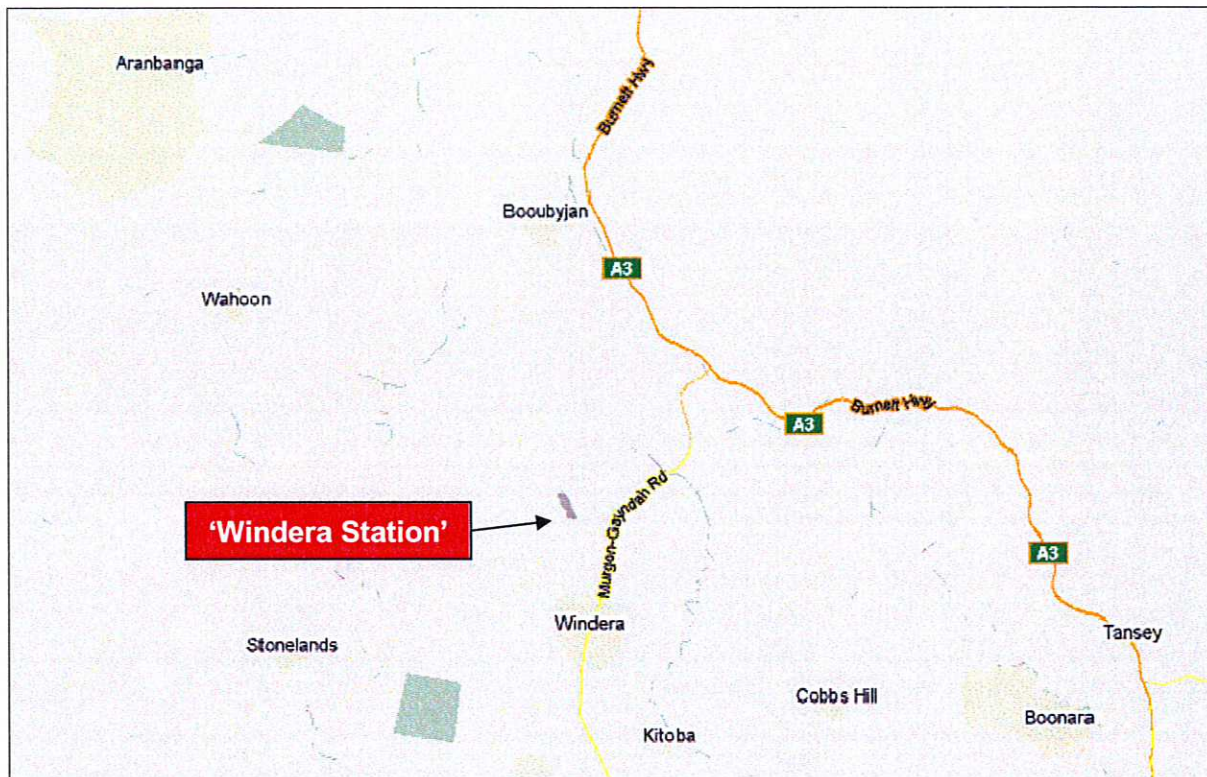 Aranbanga
Burnett Hwy
Booubyjan
A3
Wahoon
Burnett Hwy
A3
Murgon-Gayndah Rd
'Windera Station'
A3
Windera
Tansey
Stonelands
Cobbs Hill
Boonara
Kitoba